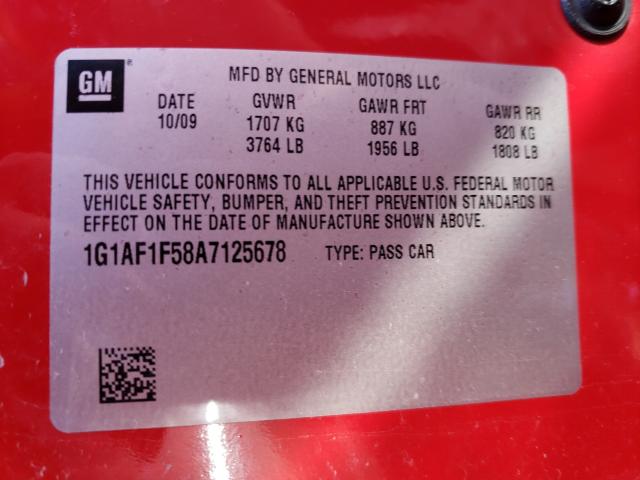 GM ®
MFD BY GENERAL MOTORS LLC
DATE GVWR GAWR FRT GAWR RR
10/09 1707 KG 887 KG 820 KG
3764 LB 1956 LB 1808 LB
THIS VEHICLE CONFORMS TO ALL APPLICABLE U.S. FEDERAL MOTOR
VEHICLE SAFETY, BUMPER, AND THEFT PREVENTION STANDARDS IN
EFFECT ON THE DATE OF MANUFACTURE SHOWN ABOVE.
1G1AF1F58A7125678 TYPE: PASS CAR